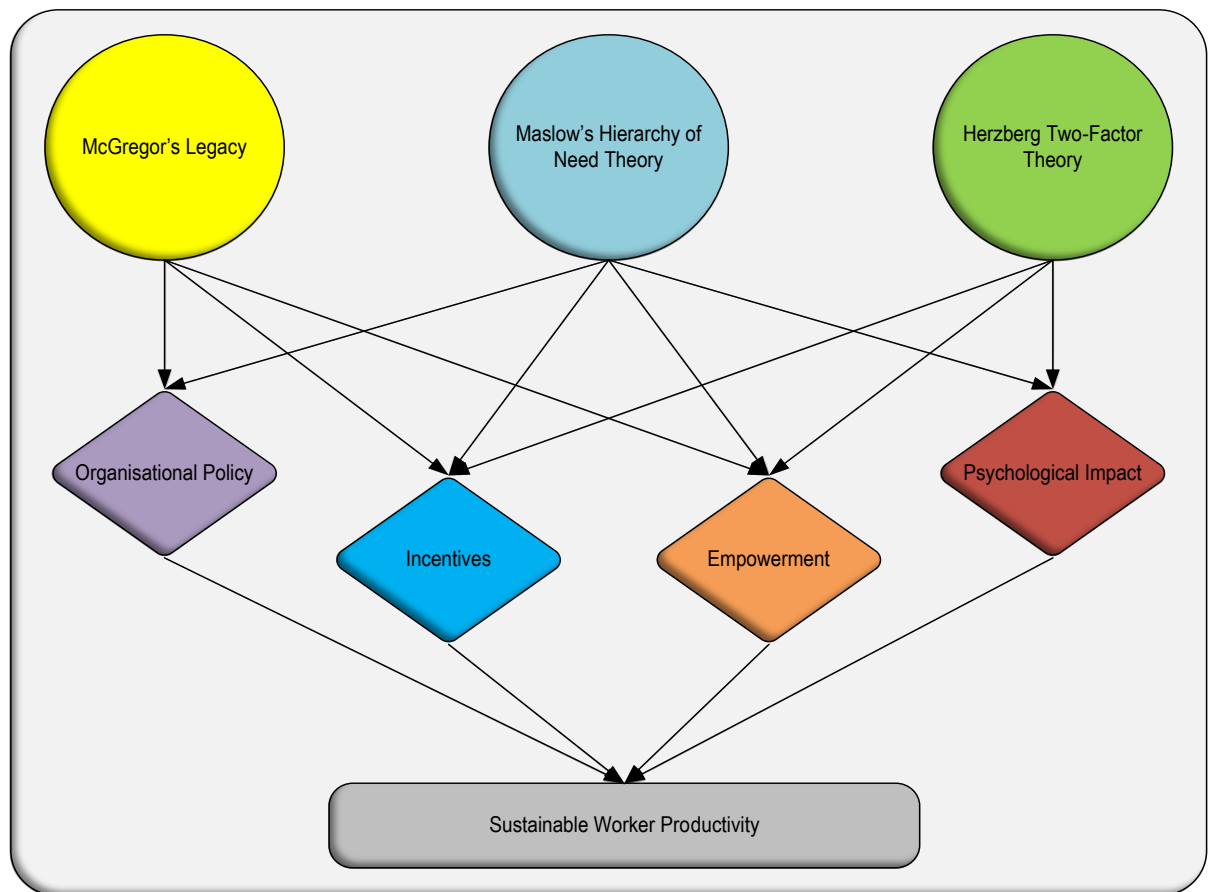 McGregor’s Legacy
Maslow’s Hierarchy of
Need Theory
Herzberg Two-Factor
Theory
Organisational Policy
Psychological Impact
Incentives
Empowerment
Sustainable Worker Productivity